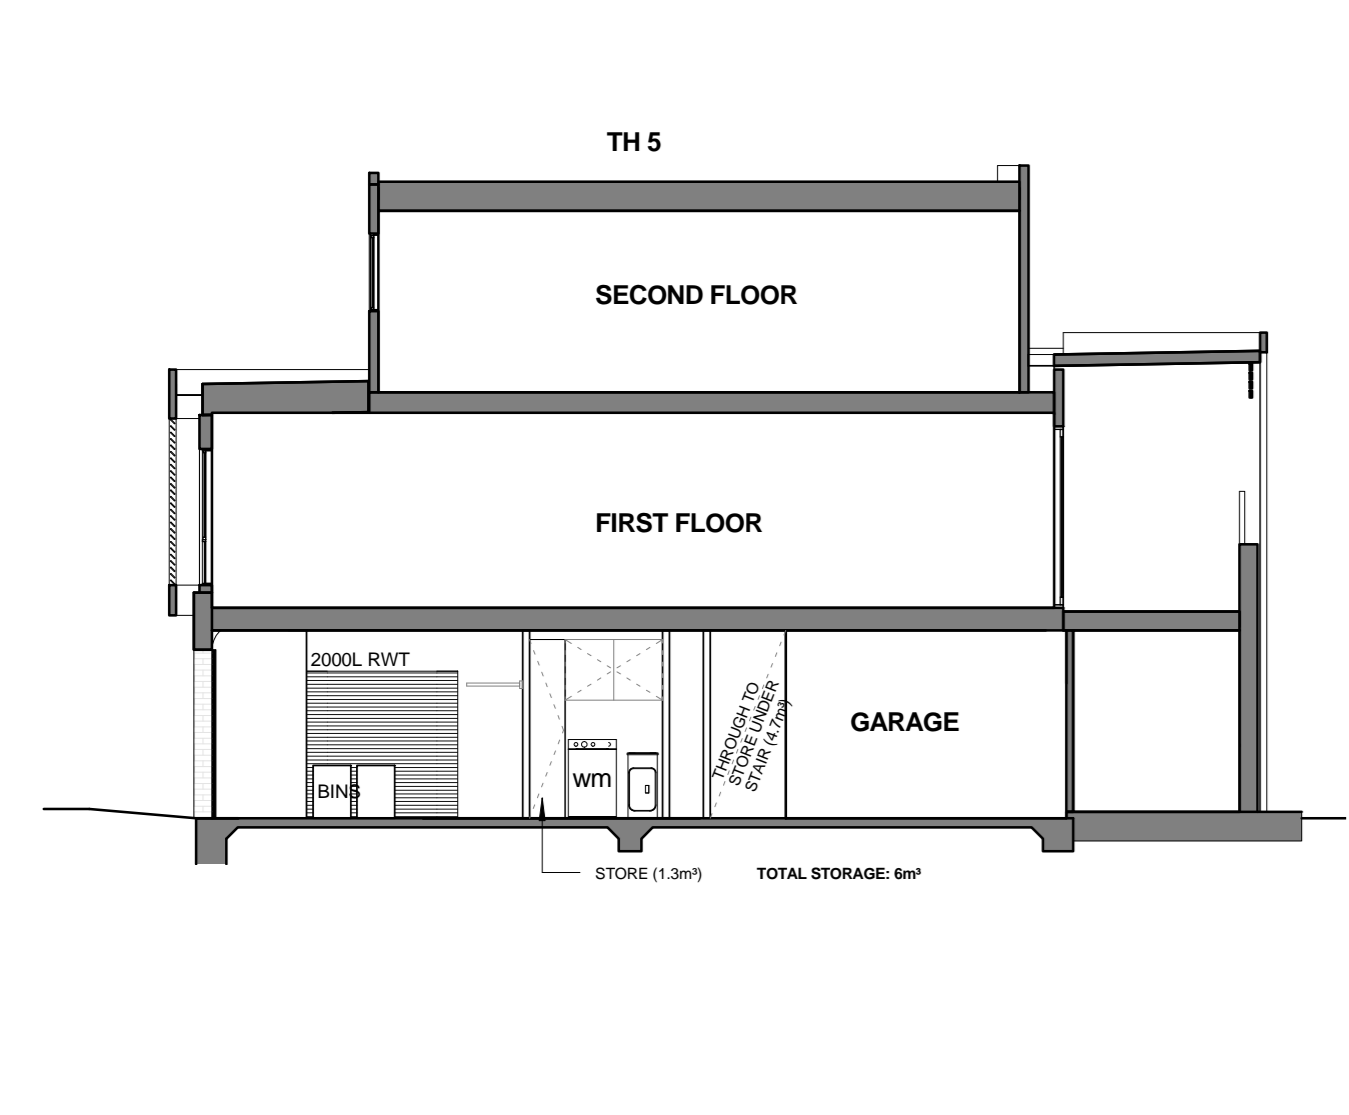 TH 5
SECOND FLOOR
FIRST FLOOR
2000L RWT
THROUGH TO
STORE UNDER
STAIR (4.7m³)
GARAGE
wm
BINS
STORE (1.3m³)
TOTAL STORAGE: 6m³